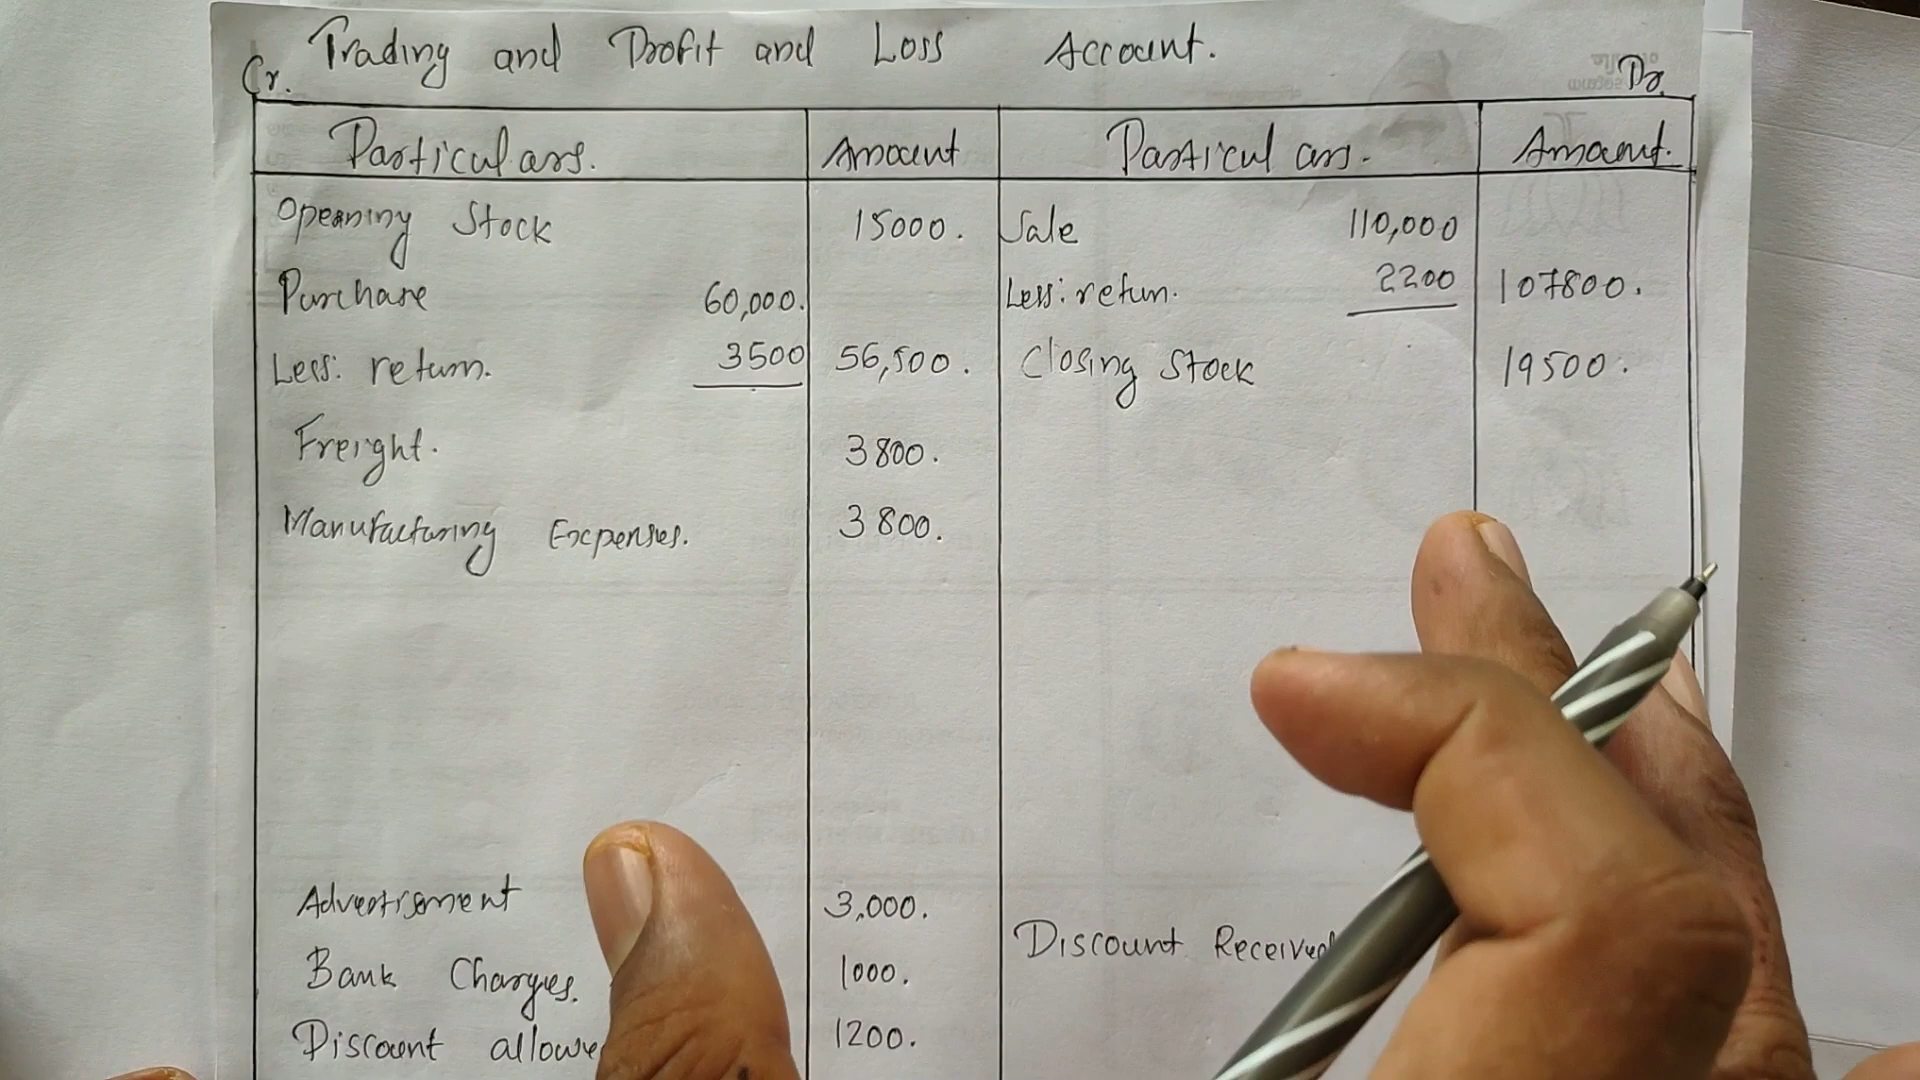 Trading and Profit and Loss Account.
Cr. Dr.
Particulars. Amount Particulars. Amount.
Opening Stock 15000. Sale 110,000
Purchase 60,000. Less: return. 2200 107800.
Less: return. 3500 56,500. Closing Stock 19500.
Freight. 3800.
Manufacturing Expenses. 3800.
Advertisment 3,000.
Discount Received
Bank Charges. 1000.
Discount allowe 1200.